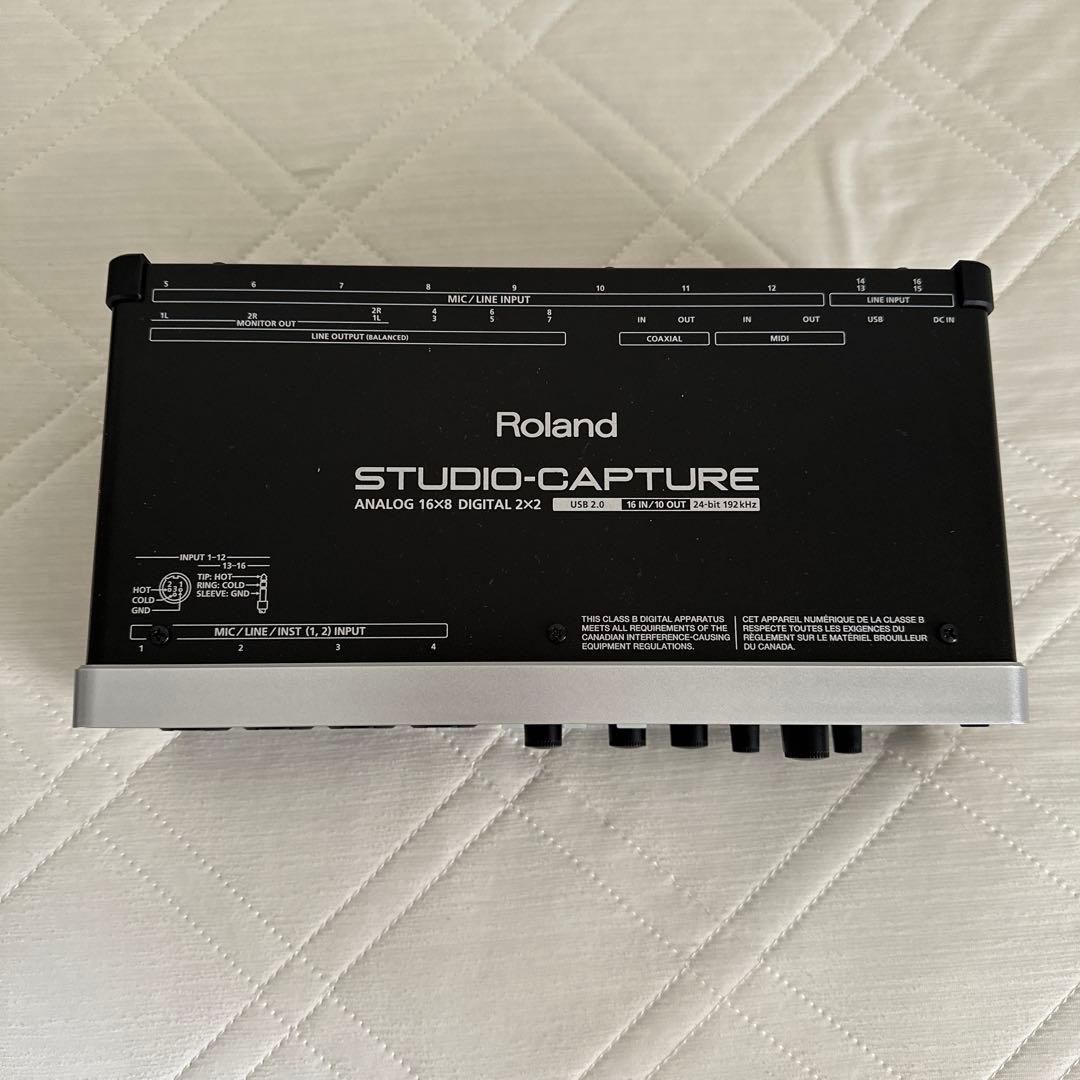 5 6 7 8 9 10 11 12 14 16
13 15
MIC/LINE INPUT LINE INPUT
1L 2R 2R 4 6 8
1L 3 5 7
MONITOR OUT
IN OUT IN OUT USB DC IN
LINE OUTPUT (BALANCED) COAXIAL MIDI
Roland
STUDIO-CAPTURE
ANALOG 16×8 DIGITAL 2×2 USB 2.0 16 IN/10 OUT 24-bit 192kHz
INPUT 1–12
13–16
TIP: HOT
RING: COLD
SLEEVE: GND
2 1
3
HOT
COLD
GND
MIC/LINE/INST (1, 2) INPUT
1 2 3 4
THIS CLASS B DIGITAL APPARATUS
MEETS ALL REQUIREMENTS OF THE
CANADIAN INTERFERENCE-CAUSING
EQUIPMENT REGULATIONS.
CET APPAREIL NUMÉRIQUE DE LA CLASSE B
RESPECTE TOUTES LES EXIGENCES DU
RÈGLEMENT SUR LE MATÉRIEL BROUILLEUR
DU CANADA.